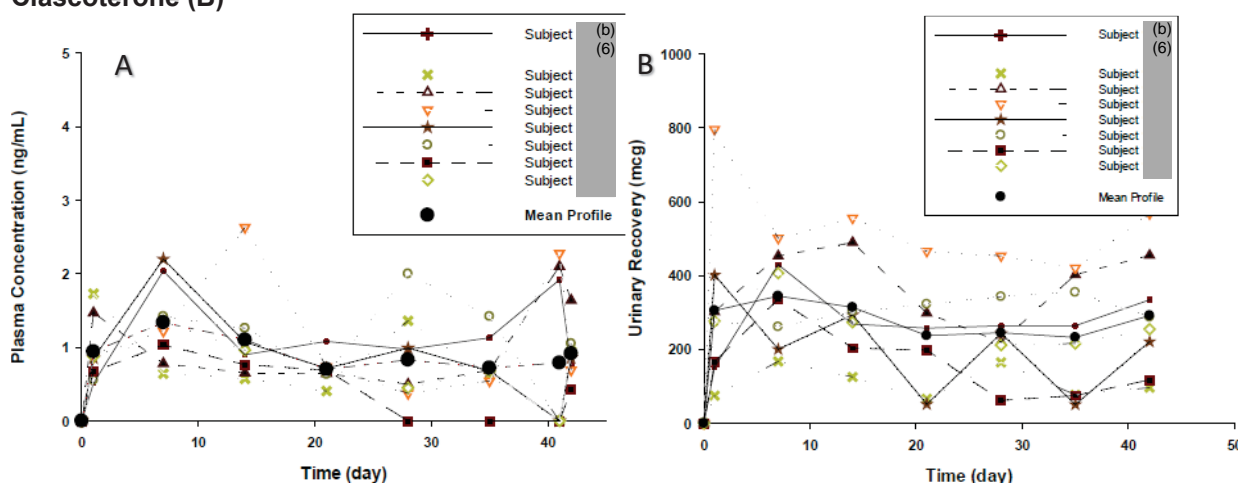 Clascoterone (B)
A
Plasma Concentration (ng/mL)
5
4
3
2
1
0
0
10
20
30
40
Time (day)
Subject
(b)
(6)
Subject
Subject
Subject
Subject
Subject
Subject
Subject
Mean Profile
B
Urinary Recovery (mcg)
1000
800
600
400
200
0
0
10
20
30
40
50
Time (day)
Subject
(b)
(6)
Subject
Subject
Subject
Subject
Subject
Subject
Subject
Mean Profile